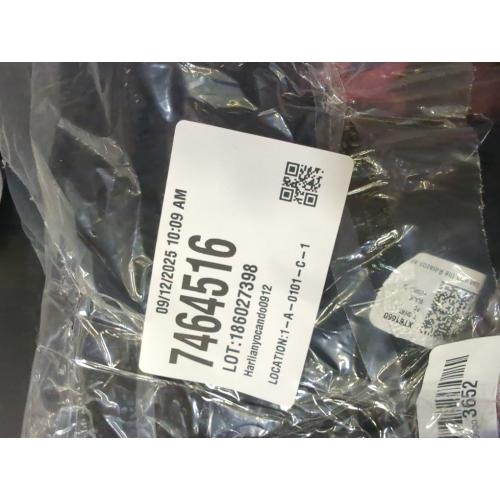 09/12/2025 10:09 AM
7464516
LOT:186027398
Harlianyocando0912
LOCATION:1-A-0101-C-1
3652